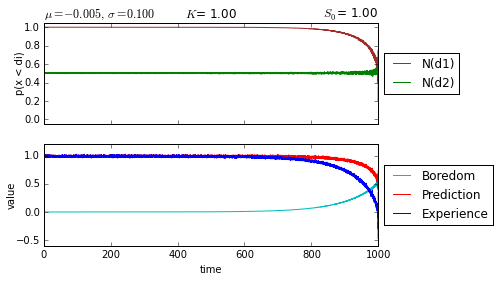 μ=−0.005, σ=0.100 K= 1.00 S₀= 1.00
1.0
0.8
0.6
0.4
0.2
0.0
p(x < di)
N(d1)
N(d2)
1.0
0.5
0.0
−0.5
value
Boredom
Prediction
Experience
0 200 400 600 800 1000
time